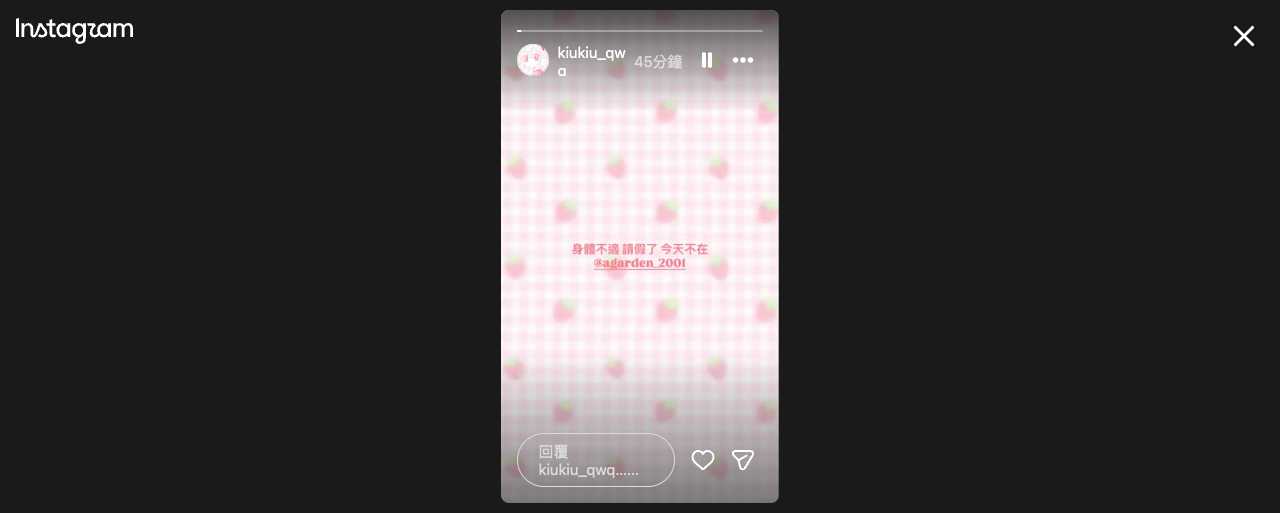 Instagram
kiukiu_qw
q
45分鐘
身體不適 請假了 今天不在
@agarden_2001
回覆
kiukiu_qwq......